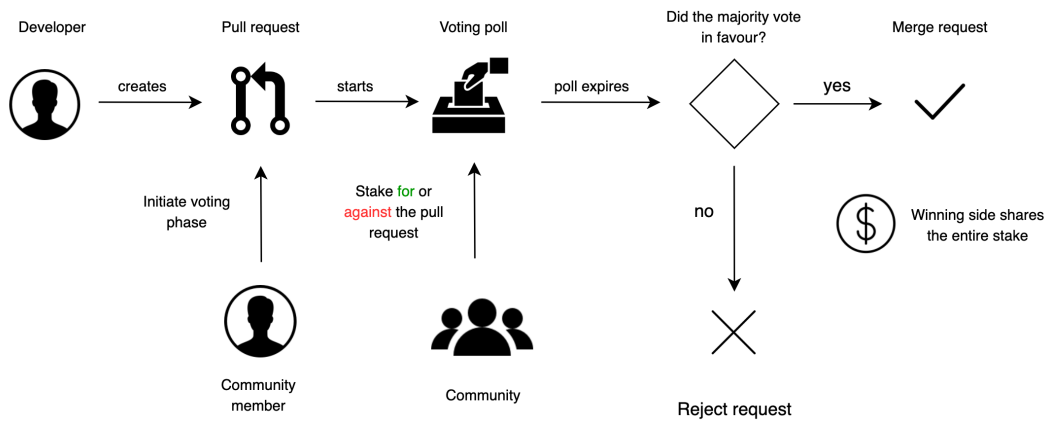 Developer
Pull request
Voting poll
Did the majority vote
in favour?
Merge request
creates
starts
poll expires
yes
Initiate voting
phase
Stake for or
against the pull
request
no
Winning side shares
the entire stake
Community
member
Community
Reject request